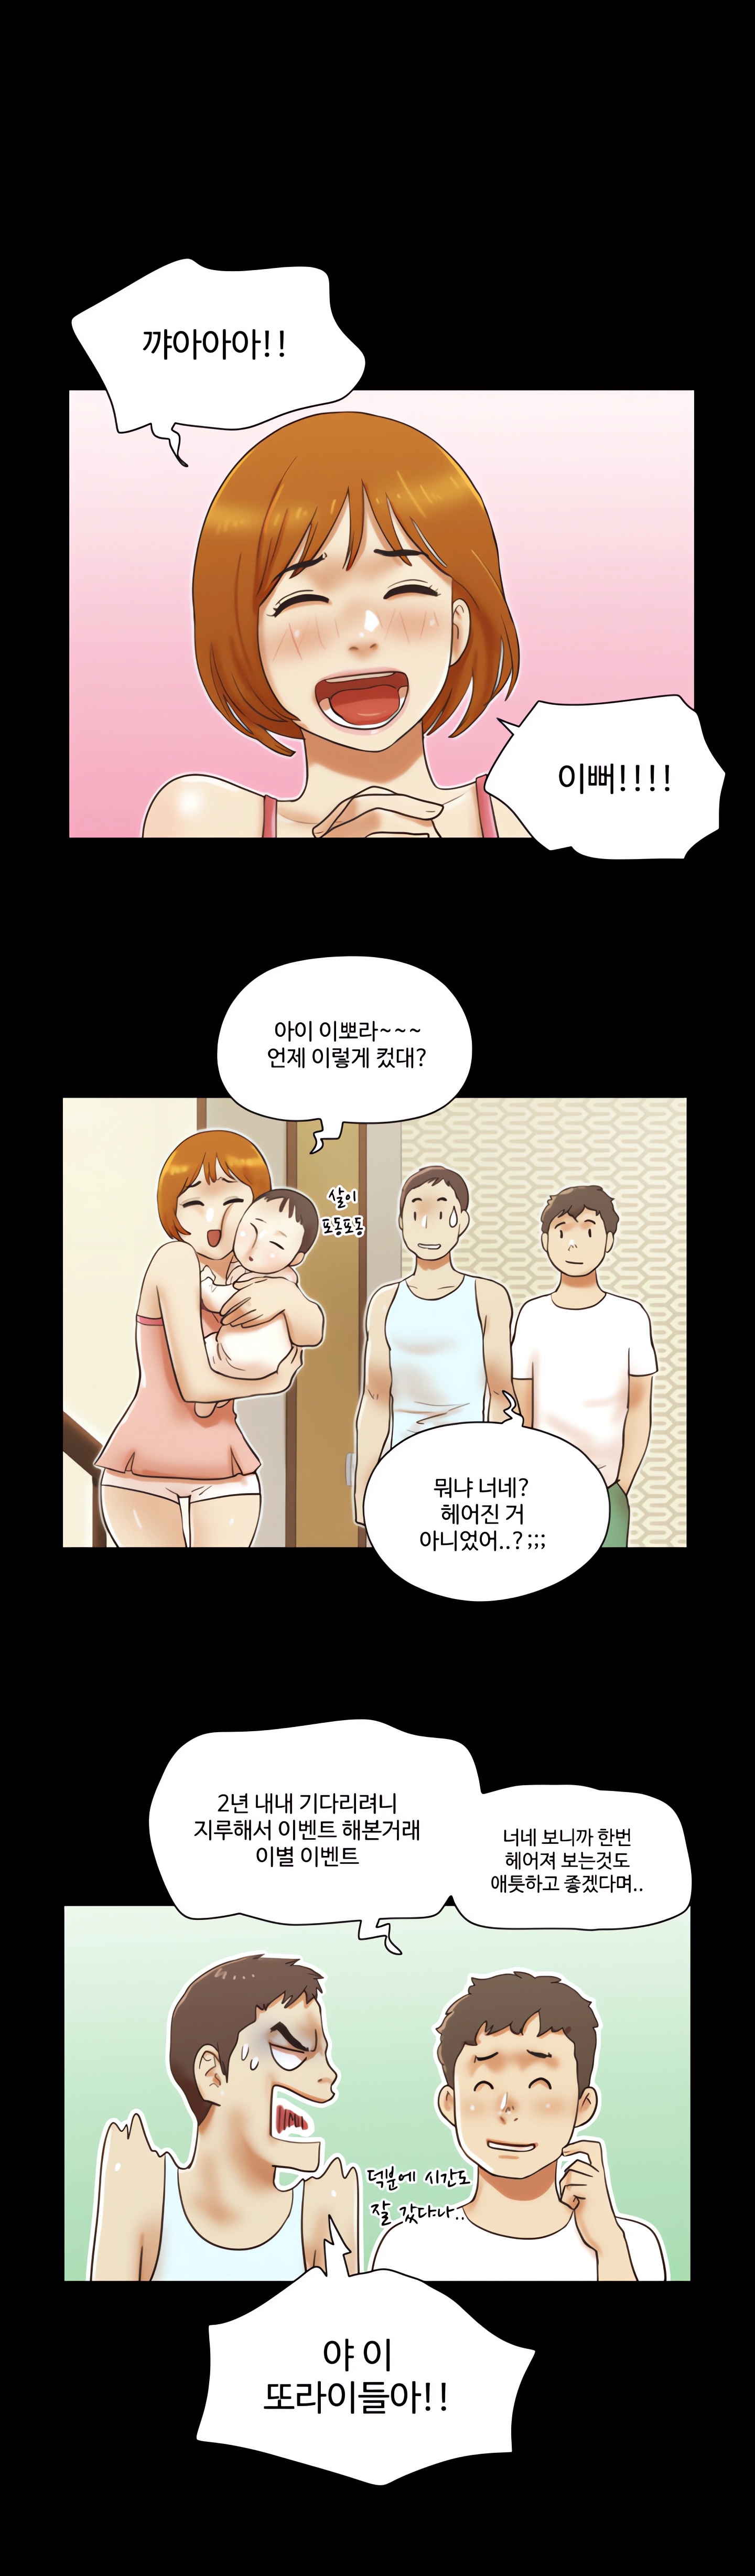 꺄아아아!!
이뻐!!!!
아이 이뽀라~~~
언제 이렇게 컸대?
살이
포동포동
뭐냐 너네?
헤어진 거
아니었어..?;;;
2년 내내 기다리려니
지루해서 이벤트 해본거래
이별 이벤트
너네 보니까 한번
헤어져 보는것도
애틋하고 좋겠다며..
덕분에 시간도
잘 갔다나..
야 이
또라이들아!!